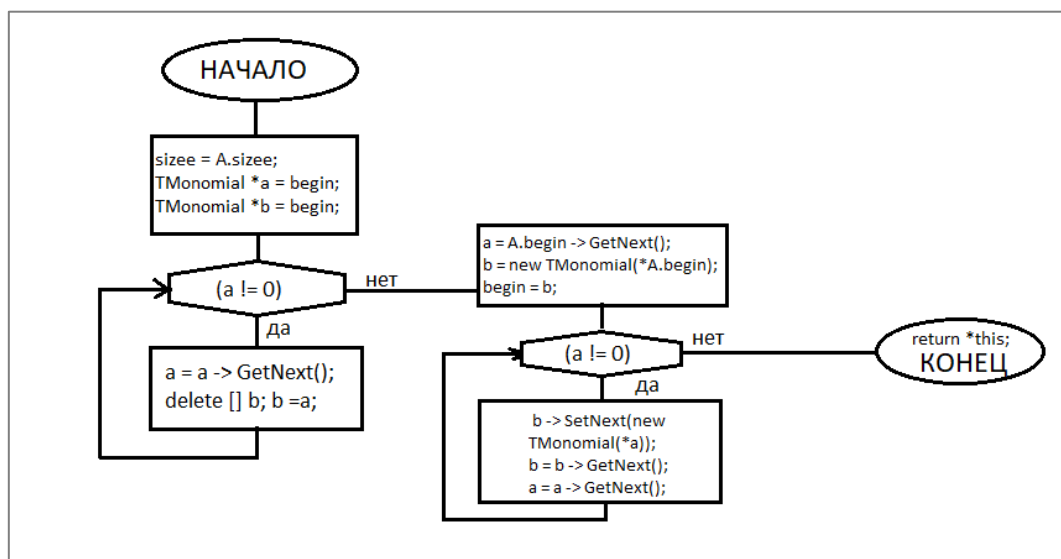 НАЧАЛО
sizee = A.sizee;
TMonomial *a = begin;
TMonomial *b = begin;
(a != 0)
нет
да
a = a -> GetNext();
delete [] b; b =a;
a = A.begin -> GetNext();
b = new TMonomial(*A.begin);
begin = b;
(a != 0)
нет
да
b -> SetNext(new
TMonomial(*a));
b = b -> GetNext();
a = a -> GetNext();
return *this;
КОНЕЦ